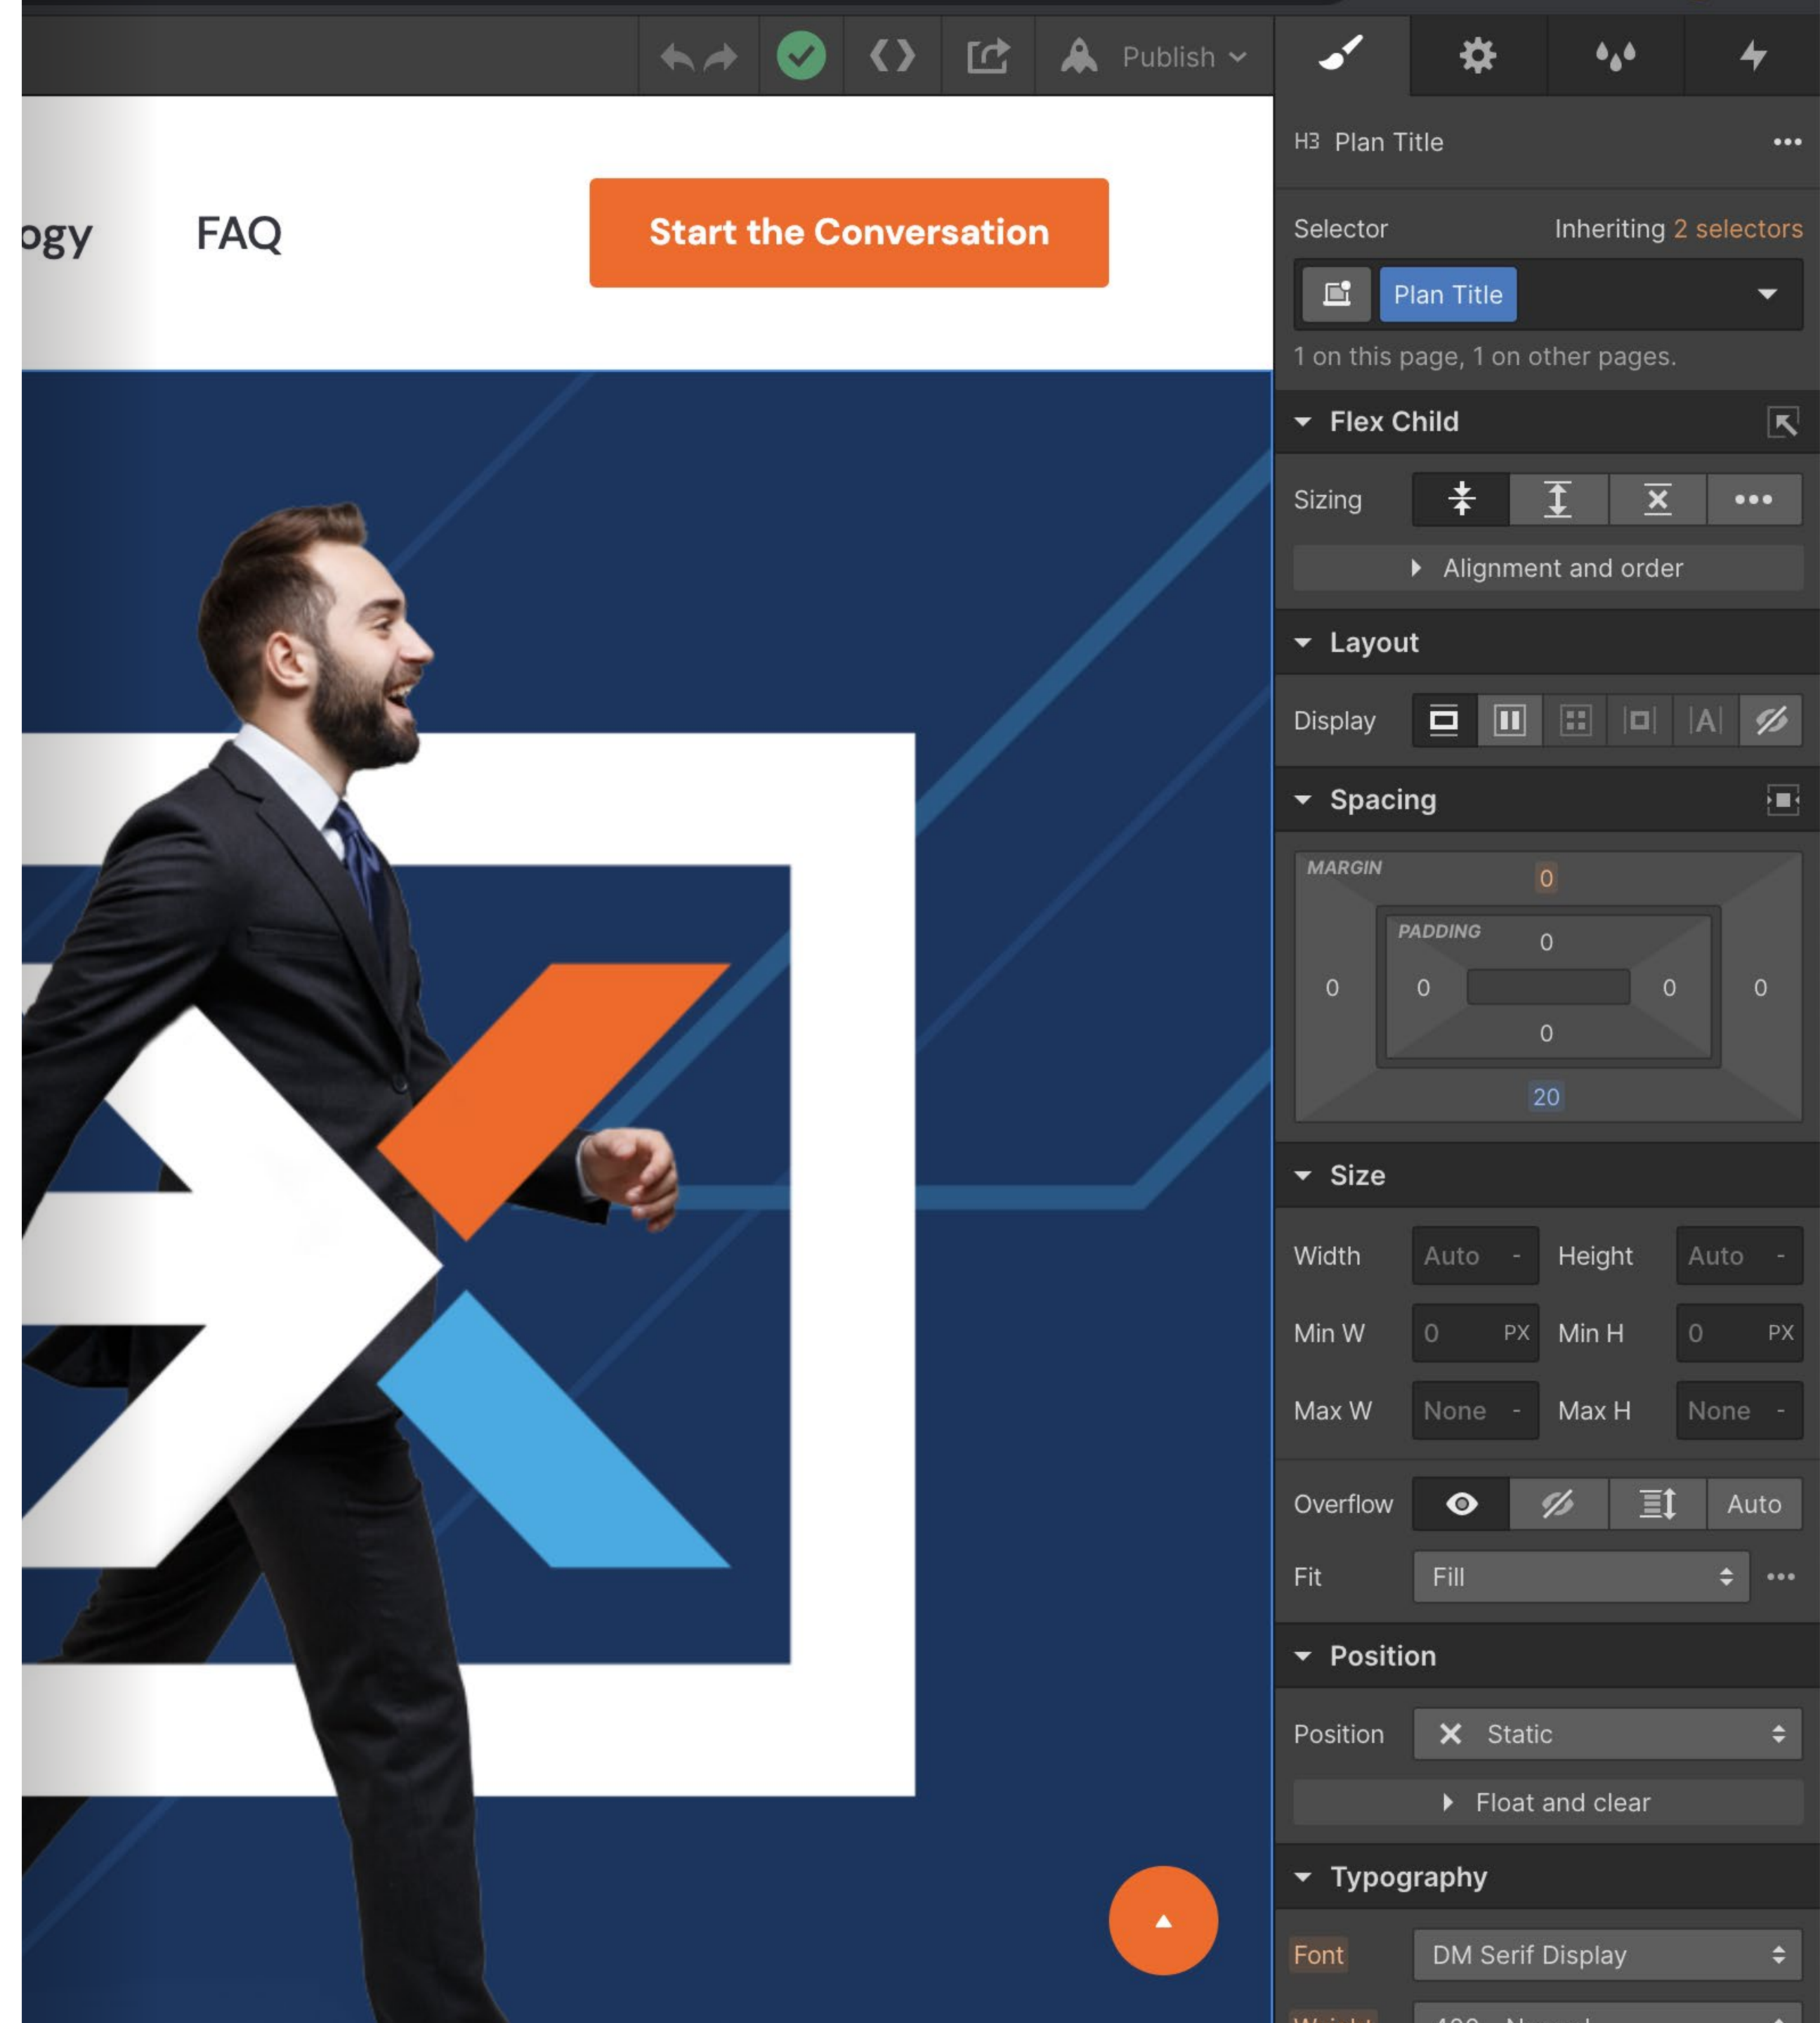 Publish
ogy
FAQ
Start the Conversation
H3 Plan Title
Selector
Inheriting 2 selectors
Plan Title
1 on this page, 1 on other pages.
Flex Child
Sizing
Alignment and order
Layout
Display
|A|
Spacing
MARGIN
0
PADDING
0
0
0
0
0
0
20
Size
Width
Auto -
Height
Auto -
Min W
0 PX
Min H
0 PX
Max W
None -
Max H
None -
Overflow
Auto
Fit
Fill
Position
Position
Static
Float and clear
Typography
Font
DM Serif Display